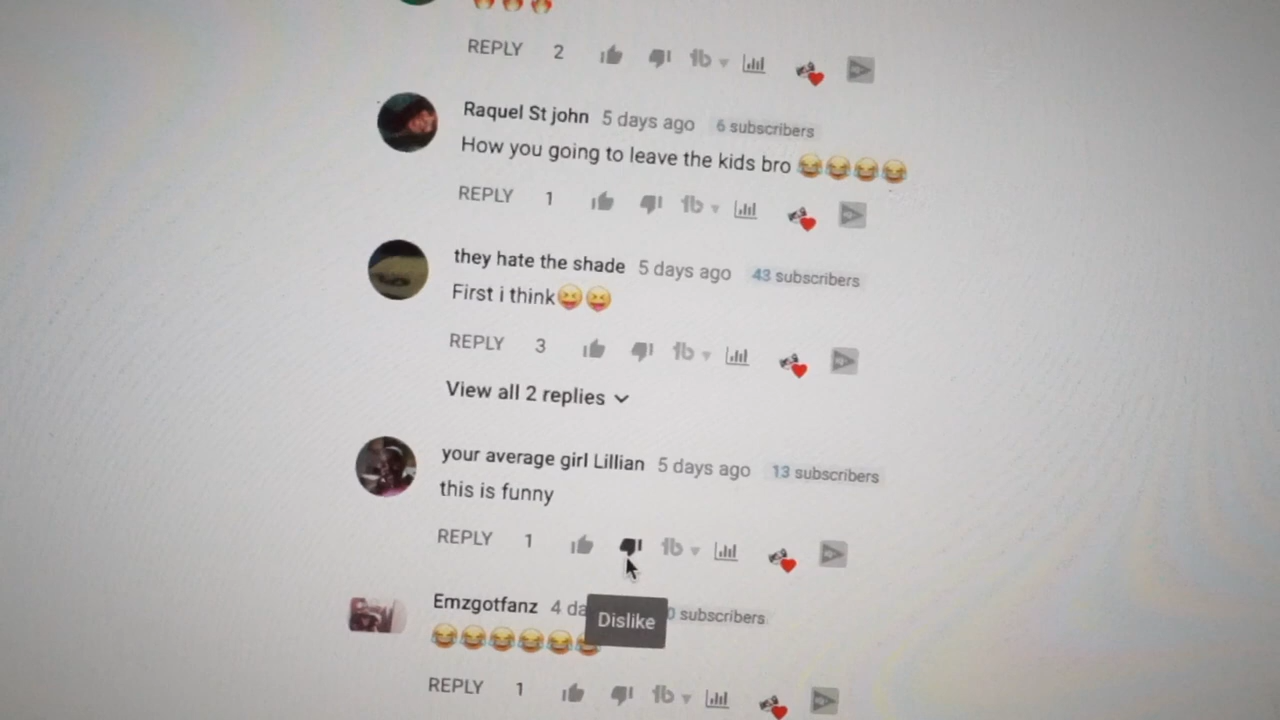 🔥🔥🔥
REPLY 2
Raquel St john 5 days ago 6 subscribers
How you going to leave the kids bro 😂😂😂😂
REPLY 1
they hate the shade 5 days ago 43 subscribers
First i think😝😝
REPLY 3
View all 2 replies
your average girl Lillian 5 days ago 13 subscribers
this is funny
REPLY 1
Emzgotfanz 4 subscribers
Dislike
😂😂😂😂😂😂
REPLY 1